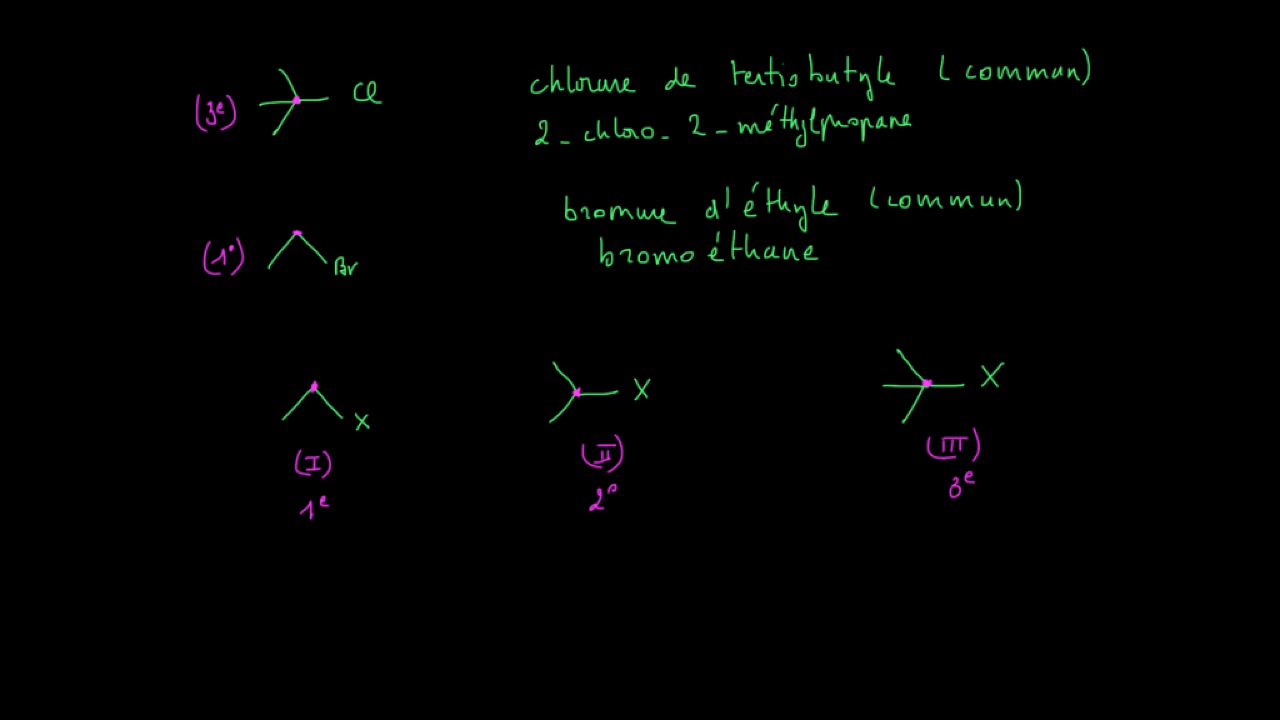 (3e) Cl chlorure de tertiobutyle (commun)
2-chloro-2-méthylpropane
bromure d'éthyle (commun)
(1°) Br bromoéthane
X X X
(I) (II) (III)
1e 2° 3e